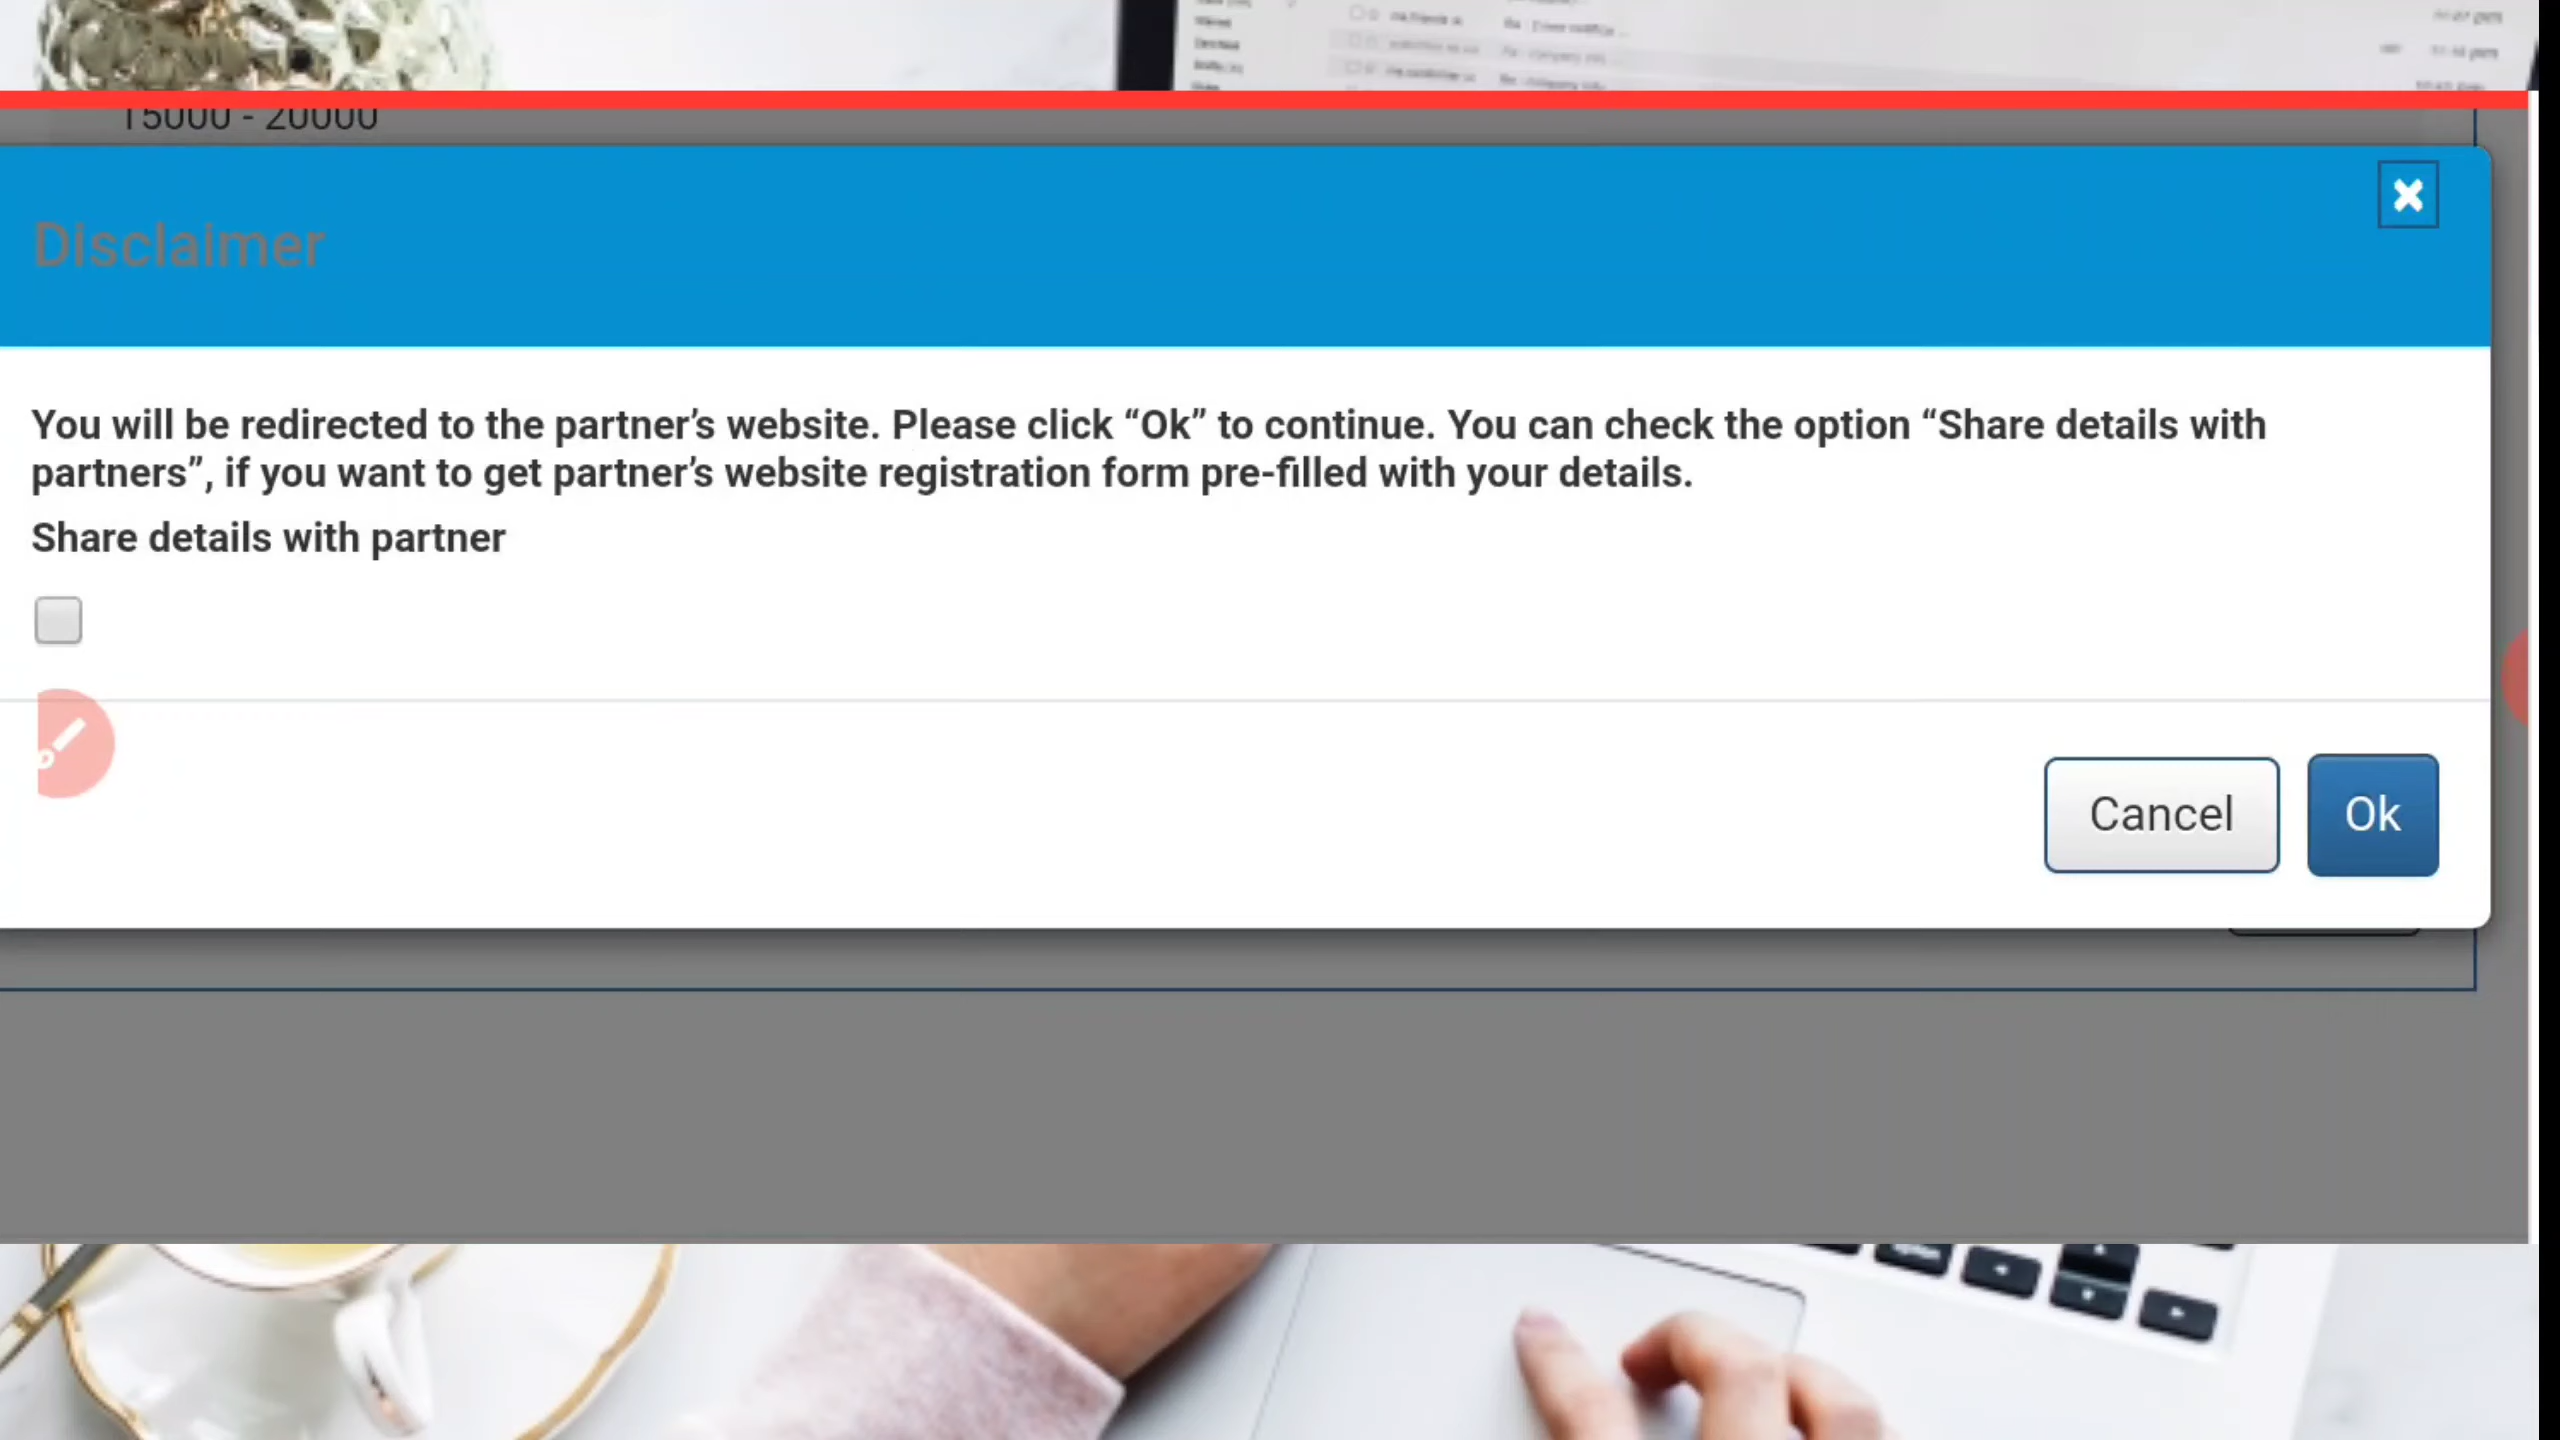 15000 - 20000
Disclaimer
You will be redirected to the partner’s website. Please click “Ok” to continue. You can check the option “Share details with
partners”, if you want to get partner’s website registration form pre-filled with your details.
Share details with partner
Cancel
Ok
option